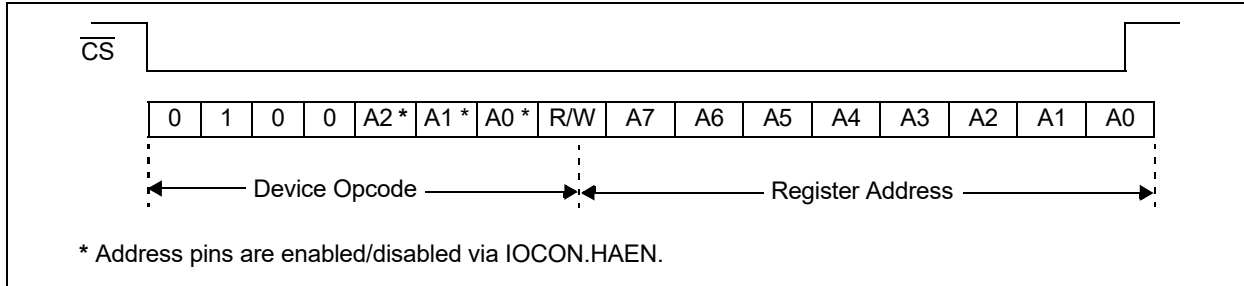 CS
0 1 0 0 A2 * A1 * A0 * R/W A7 A6 A5 A4 A3 A2 A1 A0
Device Opcode Register Address
* Address pins are enabled/disabled via IOCON.HAEN.